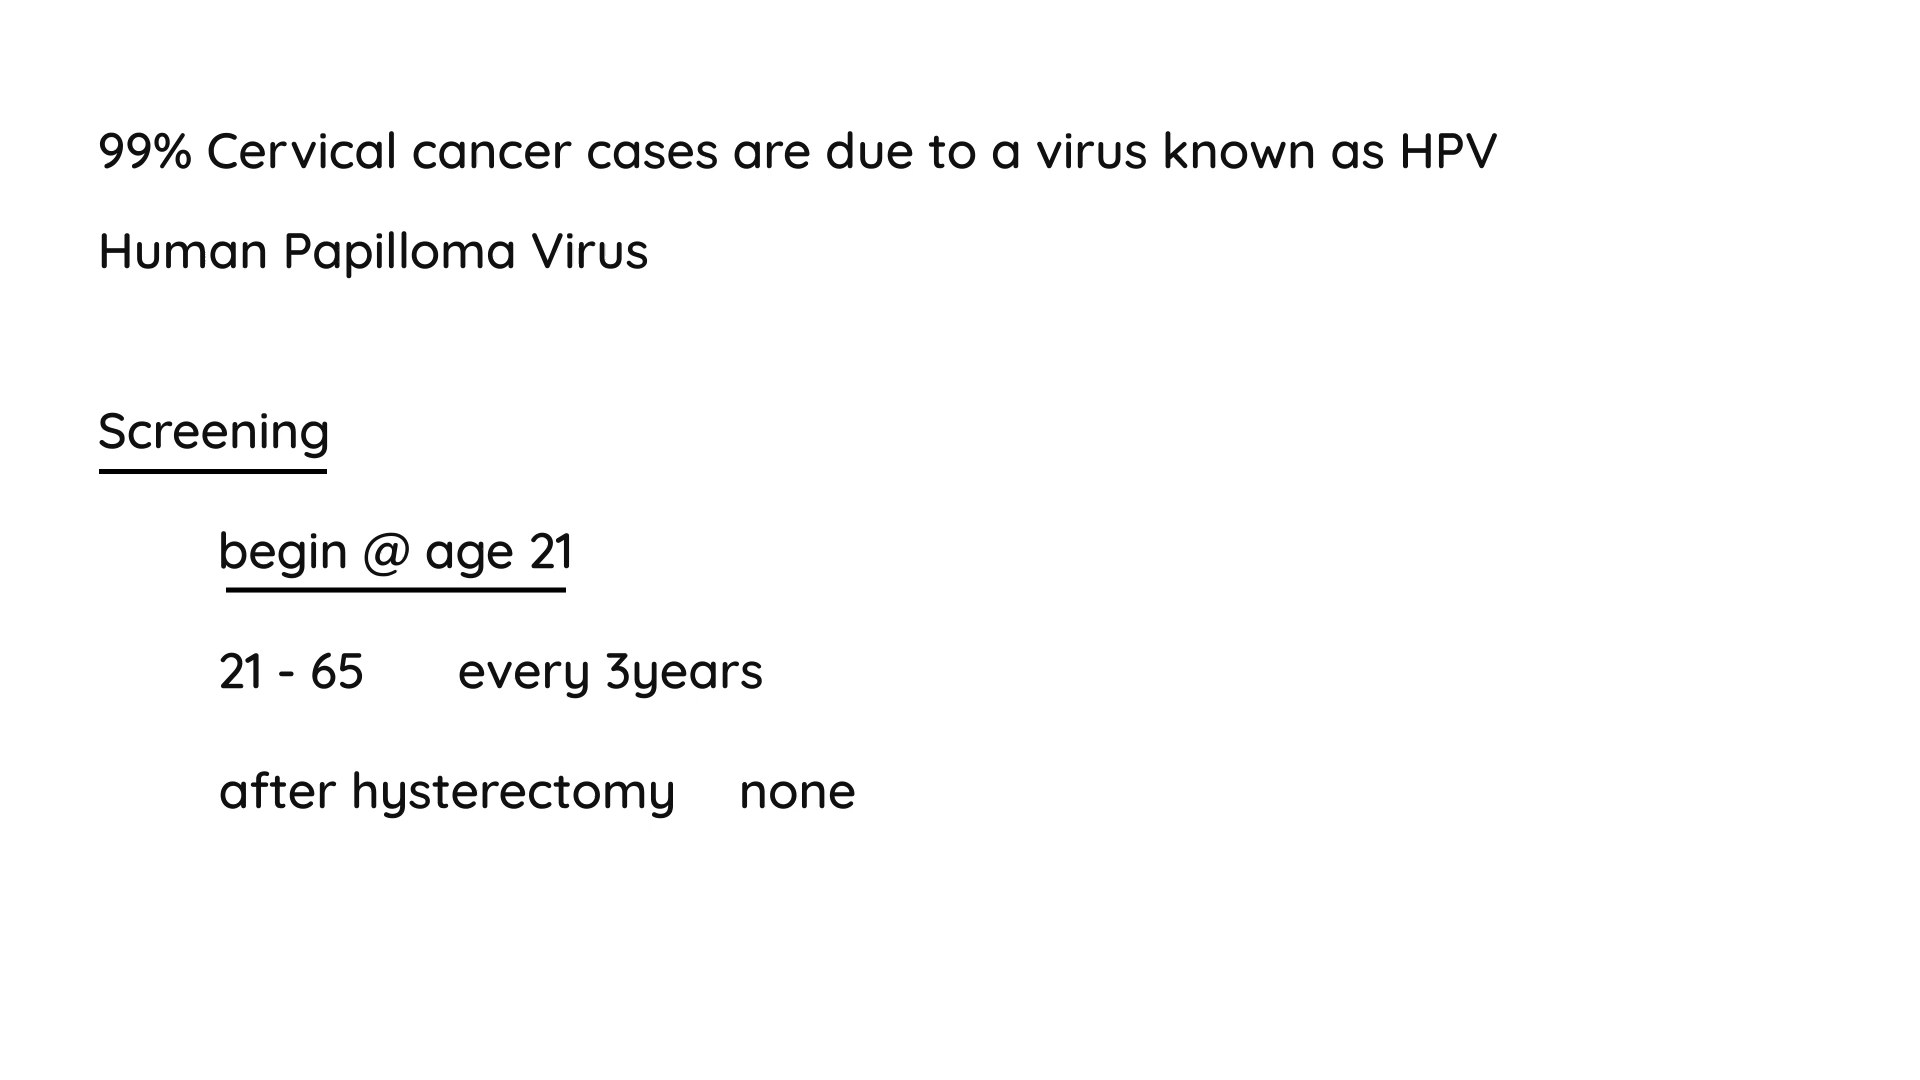 99% Cervical cancer cases are due to a virus known as HPV
Human Papilloma Virus
Screening
begin @ age 21
21 - 65 every 3years
after hysterectomy none